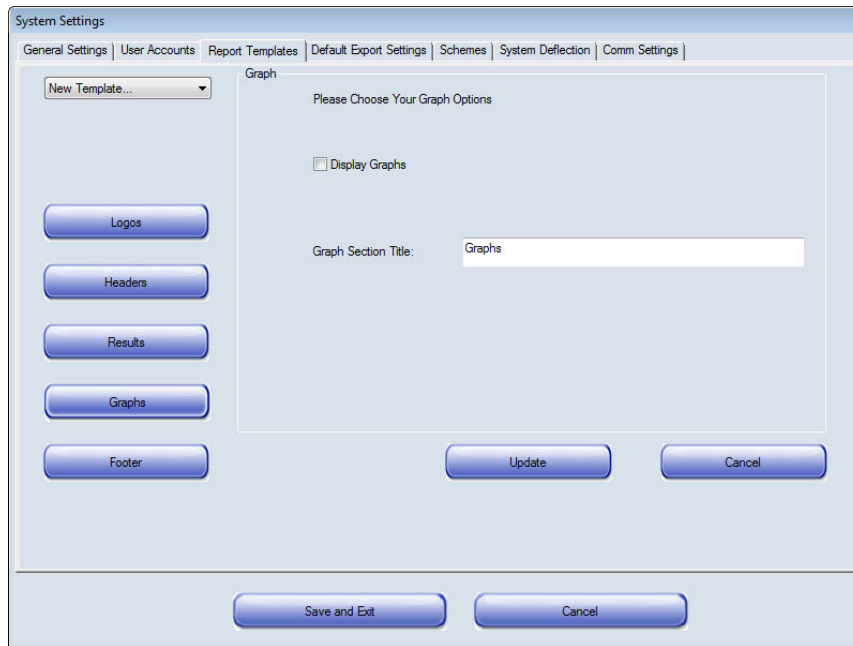 System Settings
General Settings User Accounts Report Templates Default Export Settings Schemes System Deflection Comm Settings
New Template...
Graph
Please Choose Your Graph Options
Display Graphs
Logos
Graph Section Title: Graphs
Headers
Results
Graphs
Footer
Update Cancel
Save and Exit Cancel